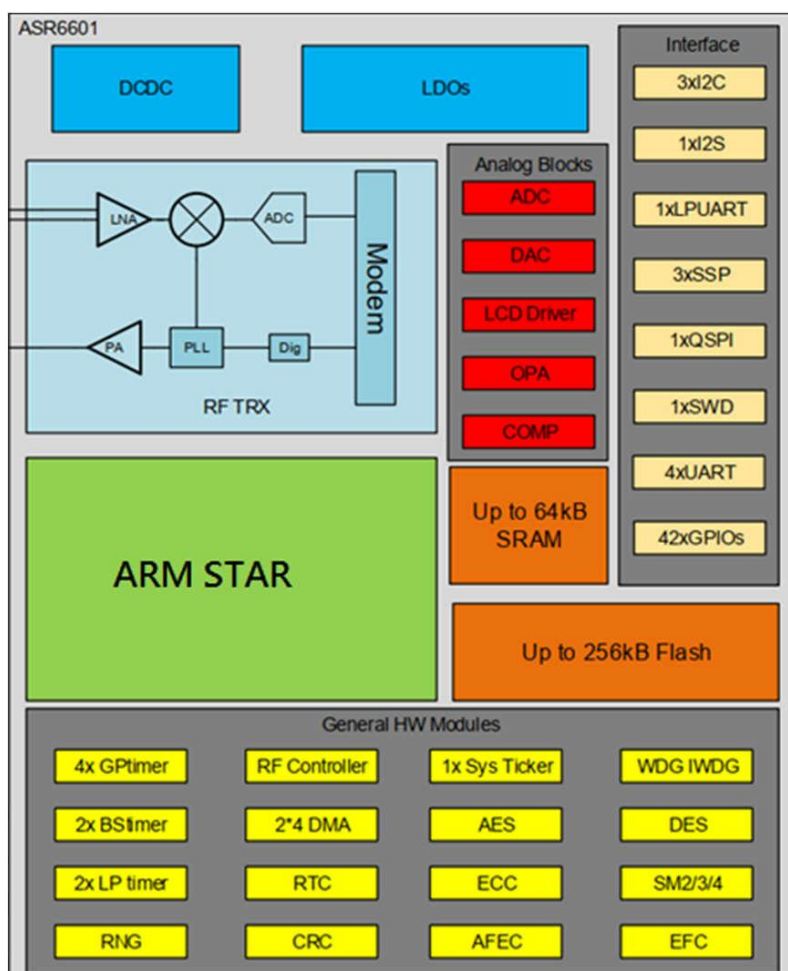 ASR6601
DCDC
LDOs
Interface
3xI2C
1xI2S
1xLPUART
3xSSP
1xQSPI
1xSWD
4xUART
42xGPIOs
LNA
ADC
Modem
PA
PLL
Dig
RF TRX
Analog Blocks
ADC
DAC
LCD Driver
OPA
COMP
ARM STAR
Up to 64kB
SRAM
Up to 256kB Flash
General HW Modules
4x GPtimer
RF Controller
1x Sys Ticker
WDG IWDG
2x BStimer
2*4 DMA
AES
DES
2x LP timer
RTC
ECC
SM2/3/4
RNG
CRC
AFEC
EFC